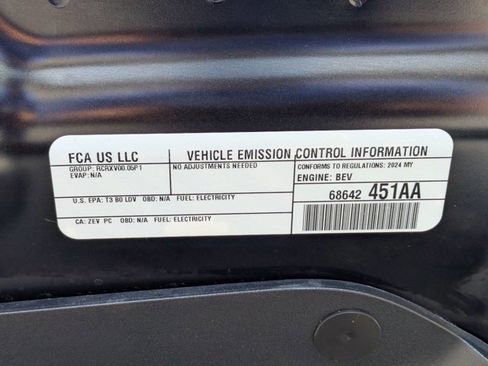 FCA US LLC
VEHICLE EMISSION CONTROL INFORMATION
GROUP: RCRXV00.05P1
EVAP: N/A
NO ADJUSTMENTS NEEDED
CONFORMS TO REGULATIONS: 2024 MY
ENGINE: BEV
U.S. EPA: T3 B0 LDV OBD: N/A FUEL: ELECTRICITY
68642 451AA
CA: ZEV PC OBD: N/A FUEL: ELECTRICITY